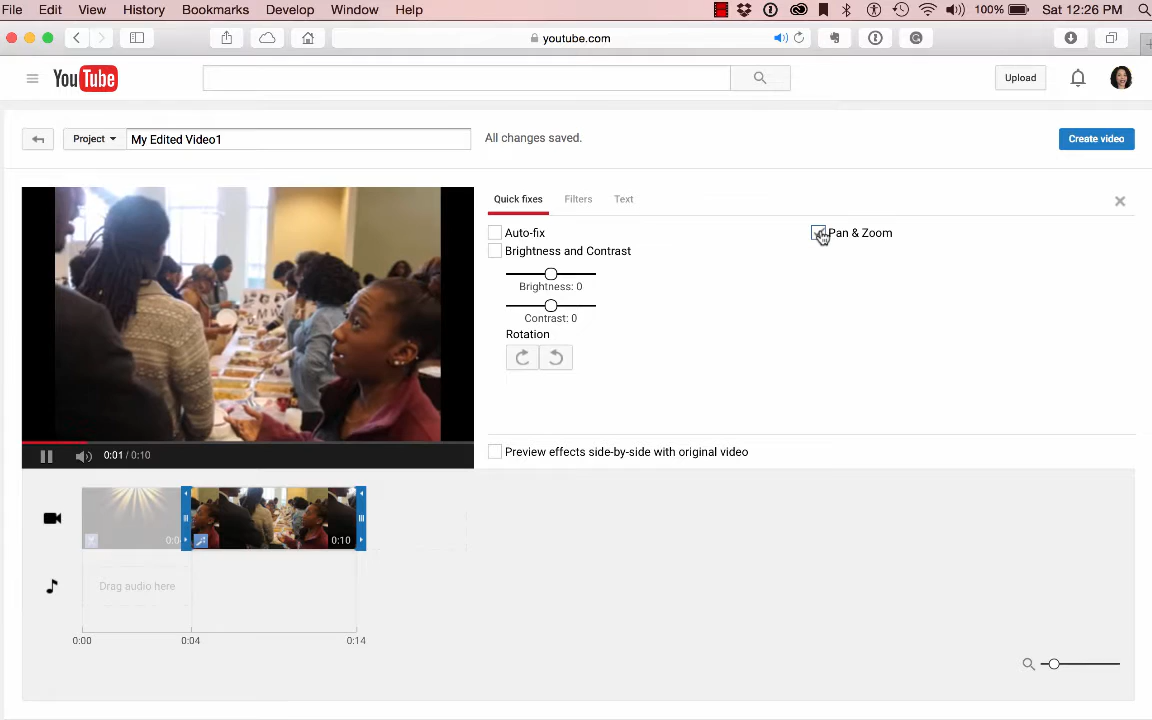 File Edit View History Bookmarks Develop Window Help 100% Sat 12:26 PM
youtube.com
YouTube Upload
Project My Edited Video1 All changes saved. Create video
Quick fixes Filters Text
Auto-fix Pan & Zoom
Brightness and Contrast
Brightness: 0
Contrast: 0
Rotation
0:01 / 0:10 Preview effects side-by-side with original video
0:10
Drag audio here
0:00 0:04 0:14